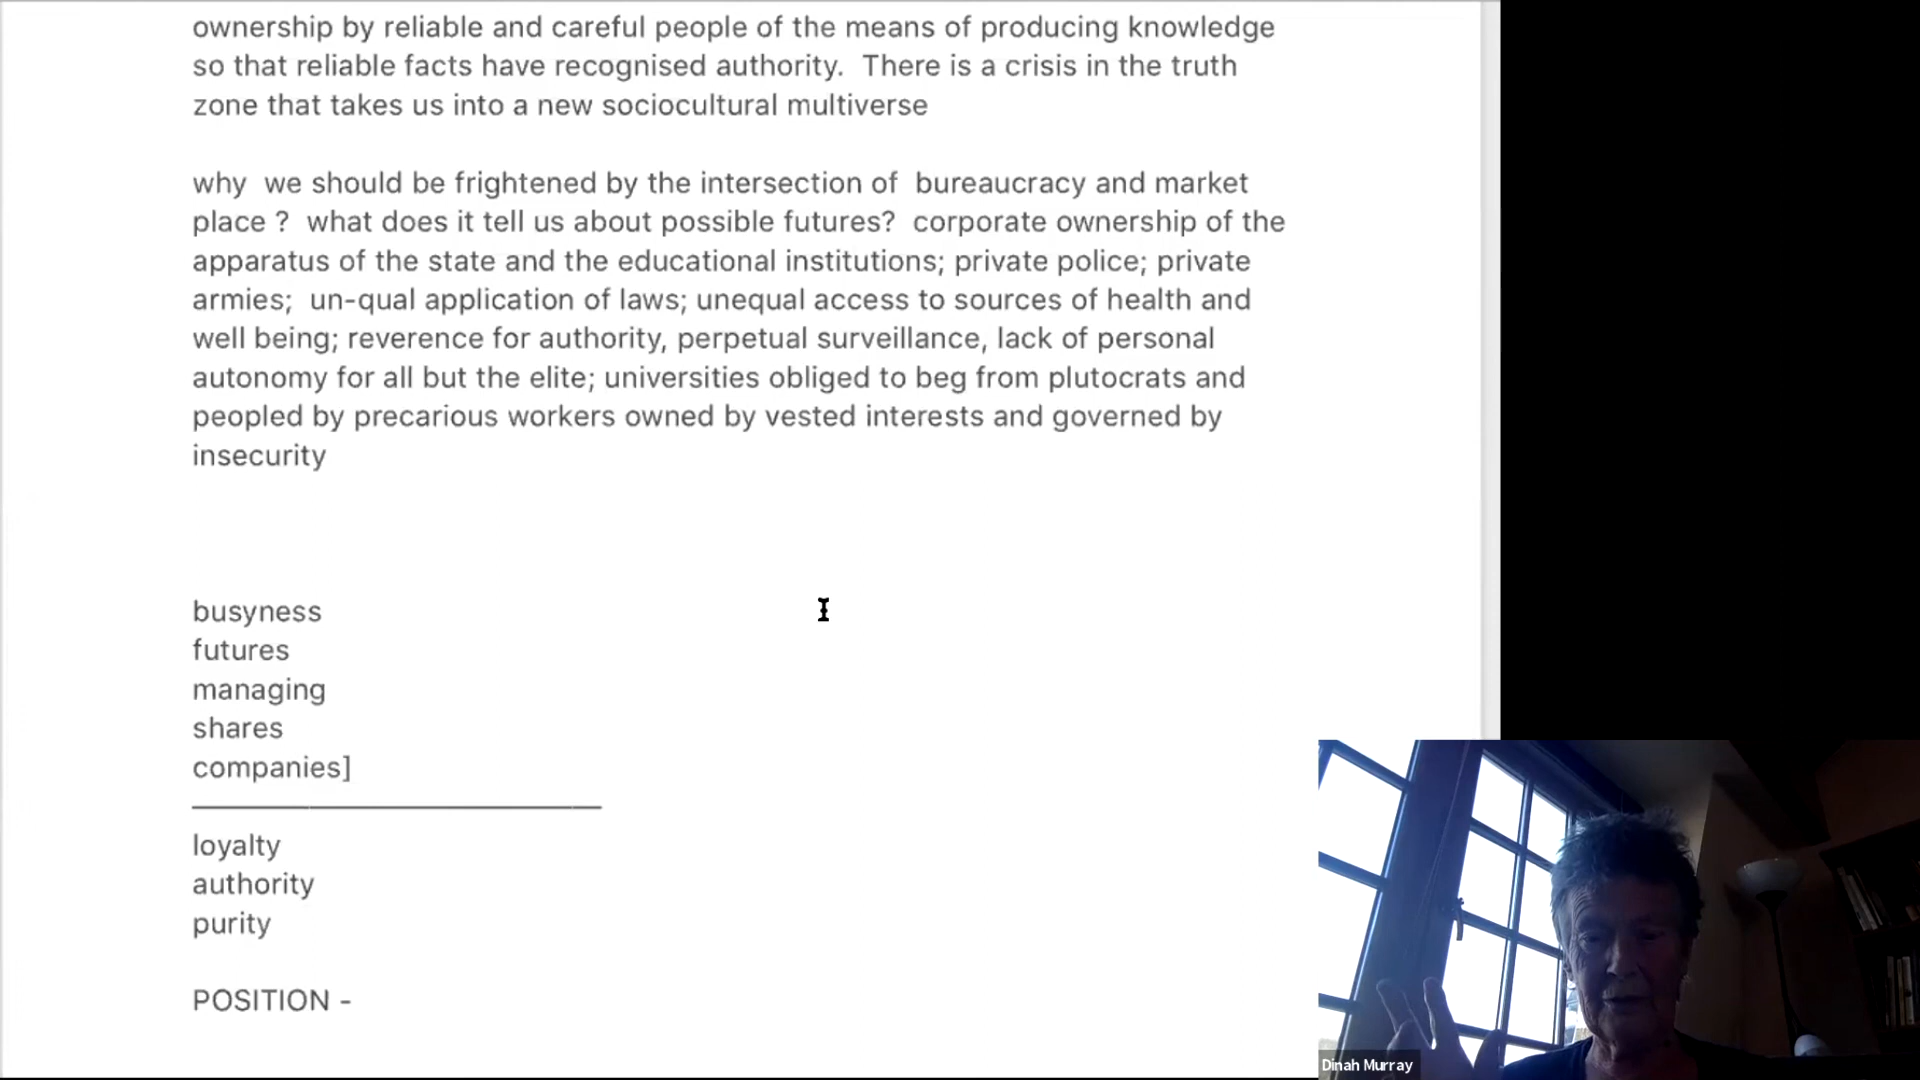 ownership by reliable and careful people of the means of producing knowledge
so that reliable facts have recognised authority.  There is a crisis in the truth
zone that takes us into a new sociocultural multiverse
why  we should be frightened by the intersection of  bureaucracy and market
place ?  what does it tell us about possible futures?  corporate ownership of the
apparatus of the state and the educational institutions; private police; private
armies;  un-qual application of laws; unequal access to sources of health and
well being; reverence for authority, perpetual surveillance, lack of personal
autonomy for all but the elite; universities obliged to beg from plutocrats and
peopled by precarious workers owned by vested interests and governed by
insecurity
busyness
futures
managing
shares
companies]
loyalty
authority
purity
POSITION -
Dinah Murray